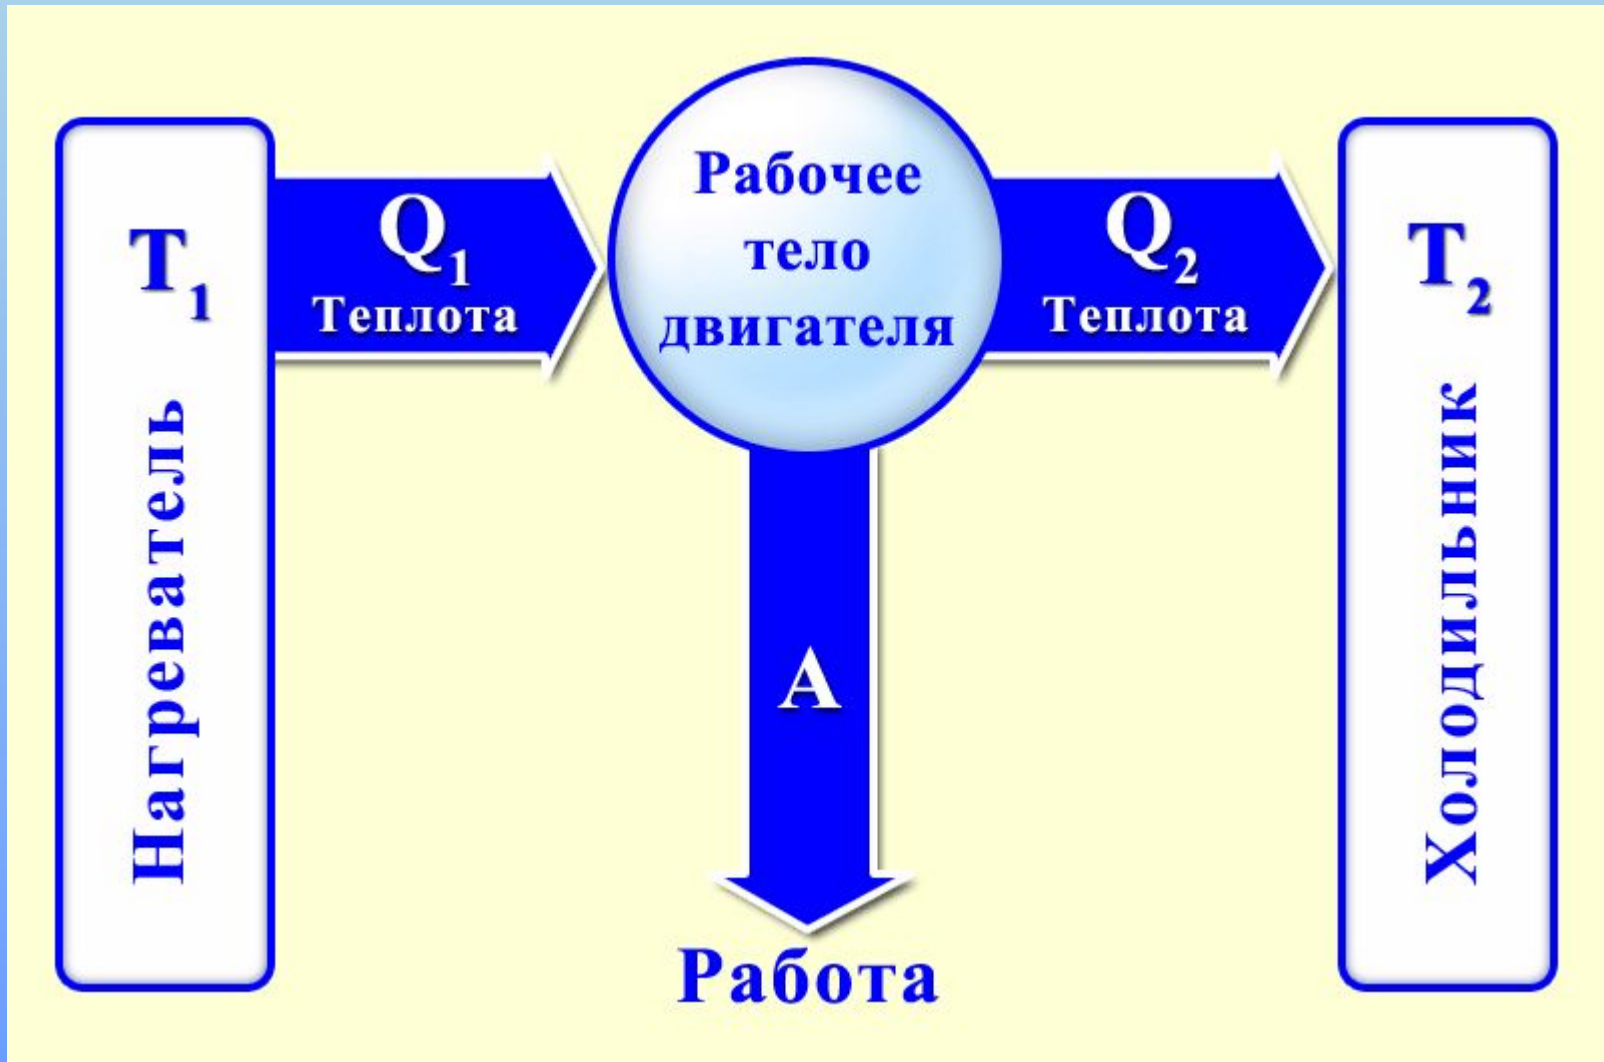 T₁
Нагреватель
Q₁
Теплота
Рабочее
тело
двигателя
Q₂
Теплота
T₂
Холодильник
A
Работа